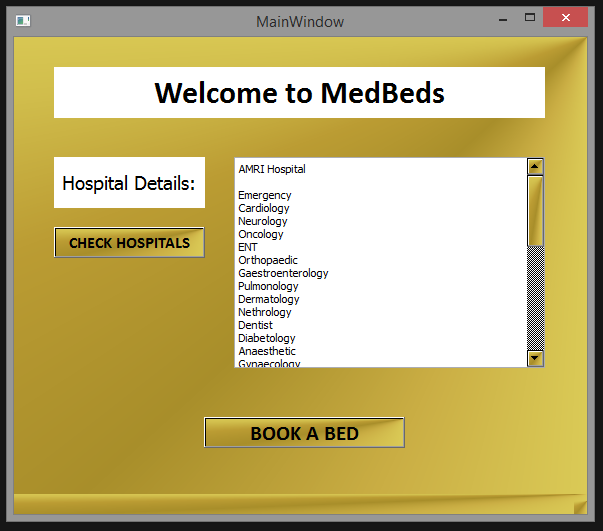 MainWindow
Welcome to MedBeds
Hospital Details:
CHECK HOSPITALS
AMRI Hospital
Emergency
Cardiology
Neurology
Oncology
ENT
Orthopaedic
Gaestroenterology
Pulmonology
Dermatology
Nethrology
Dentist
Diabetology
Anaesthetic
Gynaecology
BOOK A BED